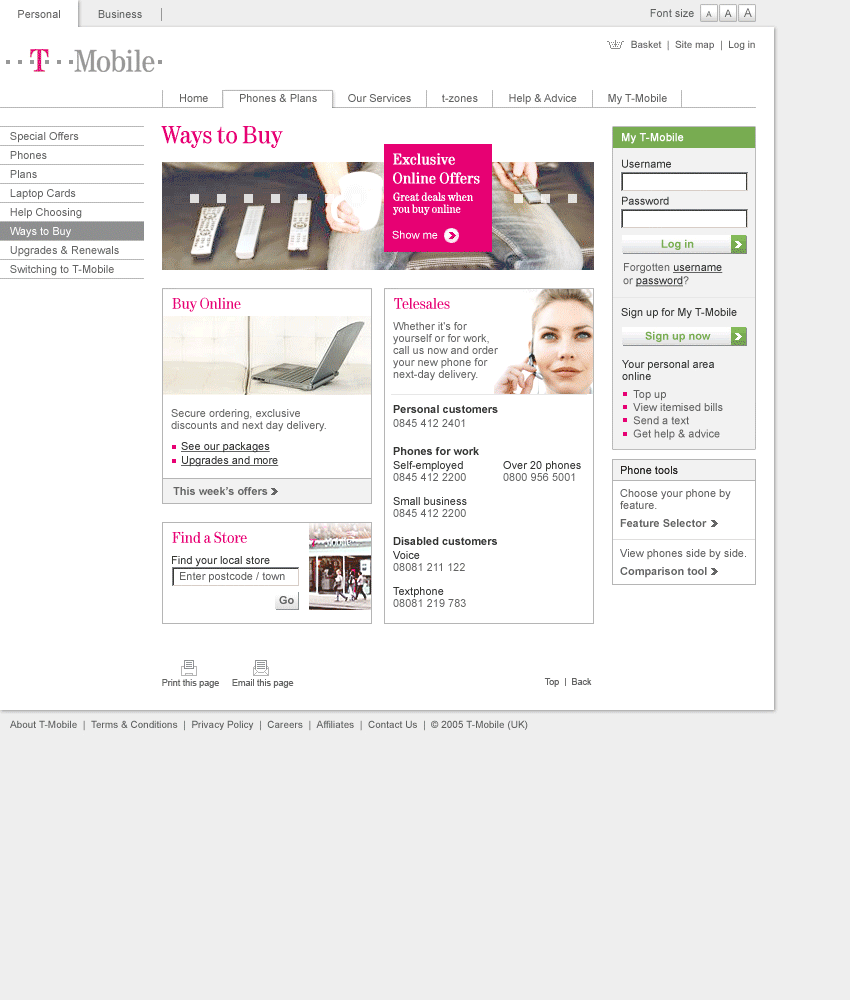 Personal
Business
Font size A A A
Basket | Site map | Log in
T-Mobile
Home
Phones & Plans
Our Services
t-zones
Help & Advice
My T-Mobile
Special Offers
Phones
Plans
Laptop Cards
Help Choosing
Ways to Buy
Upgrades & Renewals
Switching to T-Mobile
Ways to Buy
Exclusive
Online Offers
Great deals when
you buy online
Show me
Buy Online
Secure ordering, exclusive
discounts and next day delivery.
See our packages
Upgrades and more
This week's offers
Find a Store
Find your local store
Enter postcode / town
Go
Telesales
Whether it's for
yourself or for work,
call us now and order
your new phone for
next-day delivery.
Personal customers
0845 412 2401
Phones for work
Self-employed
0845 412 2200
Over 20 phones
0800 956 5001
Small business
0845 412 2200
Disabled customers
Voice
08081 211 122
Textphone
08081 219 783
My T-Mobile
Username
Password
Log in
Forgotten username
or password?
Sign up for My T-Mobile
Sign up now
Your personal area
online
Top up
View itemised bills
Send a text
Get help & advice
Phone tools
Choose your phone by
feature.
Feature Selector
View phones side by side.
Comparison tool
Print this page
Email this page
Top | Back
About T-Mobile | Terms & Conditions | Privacy Policy | Careers | Affiliates | Contact Us | © 2005 T-Mobile (UK)